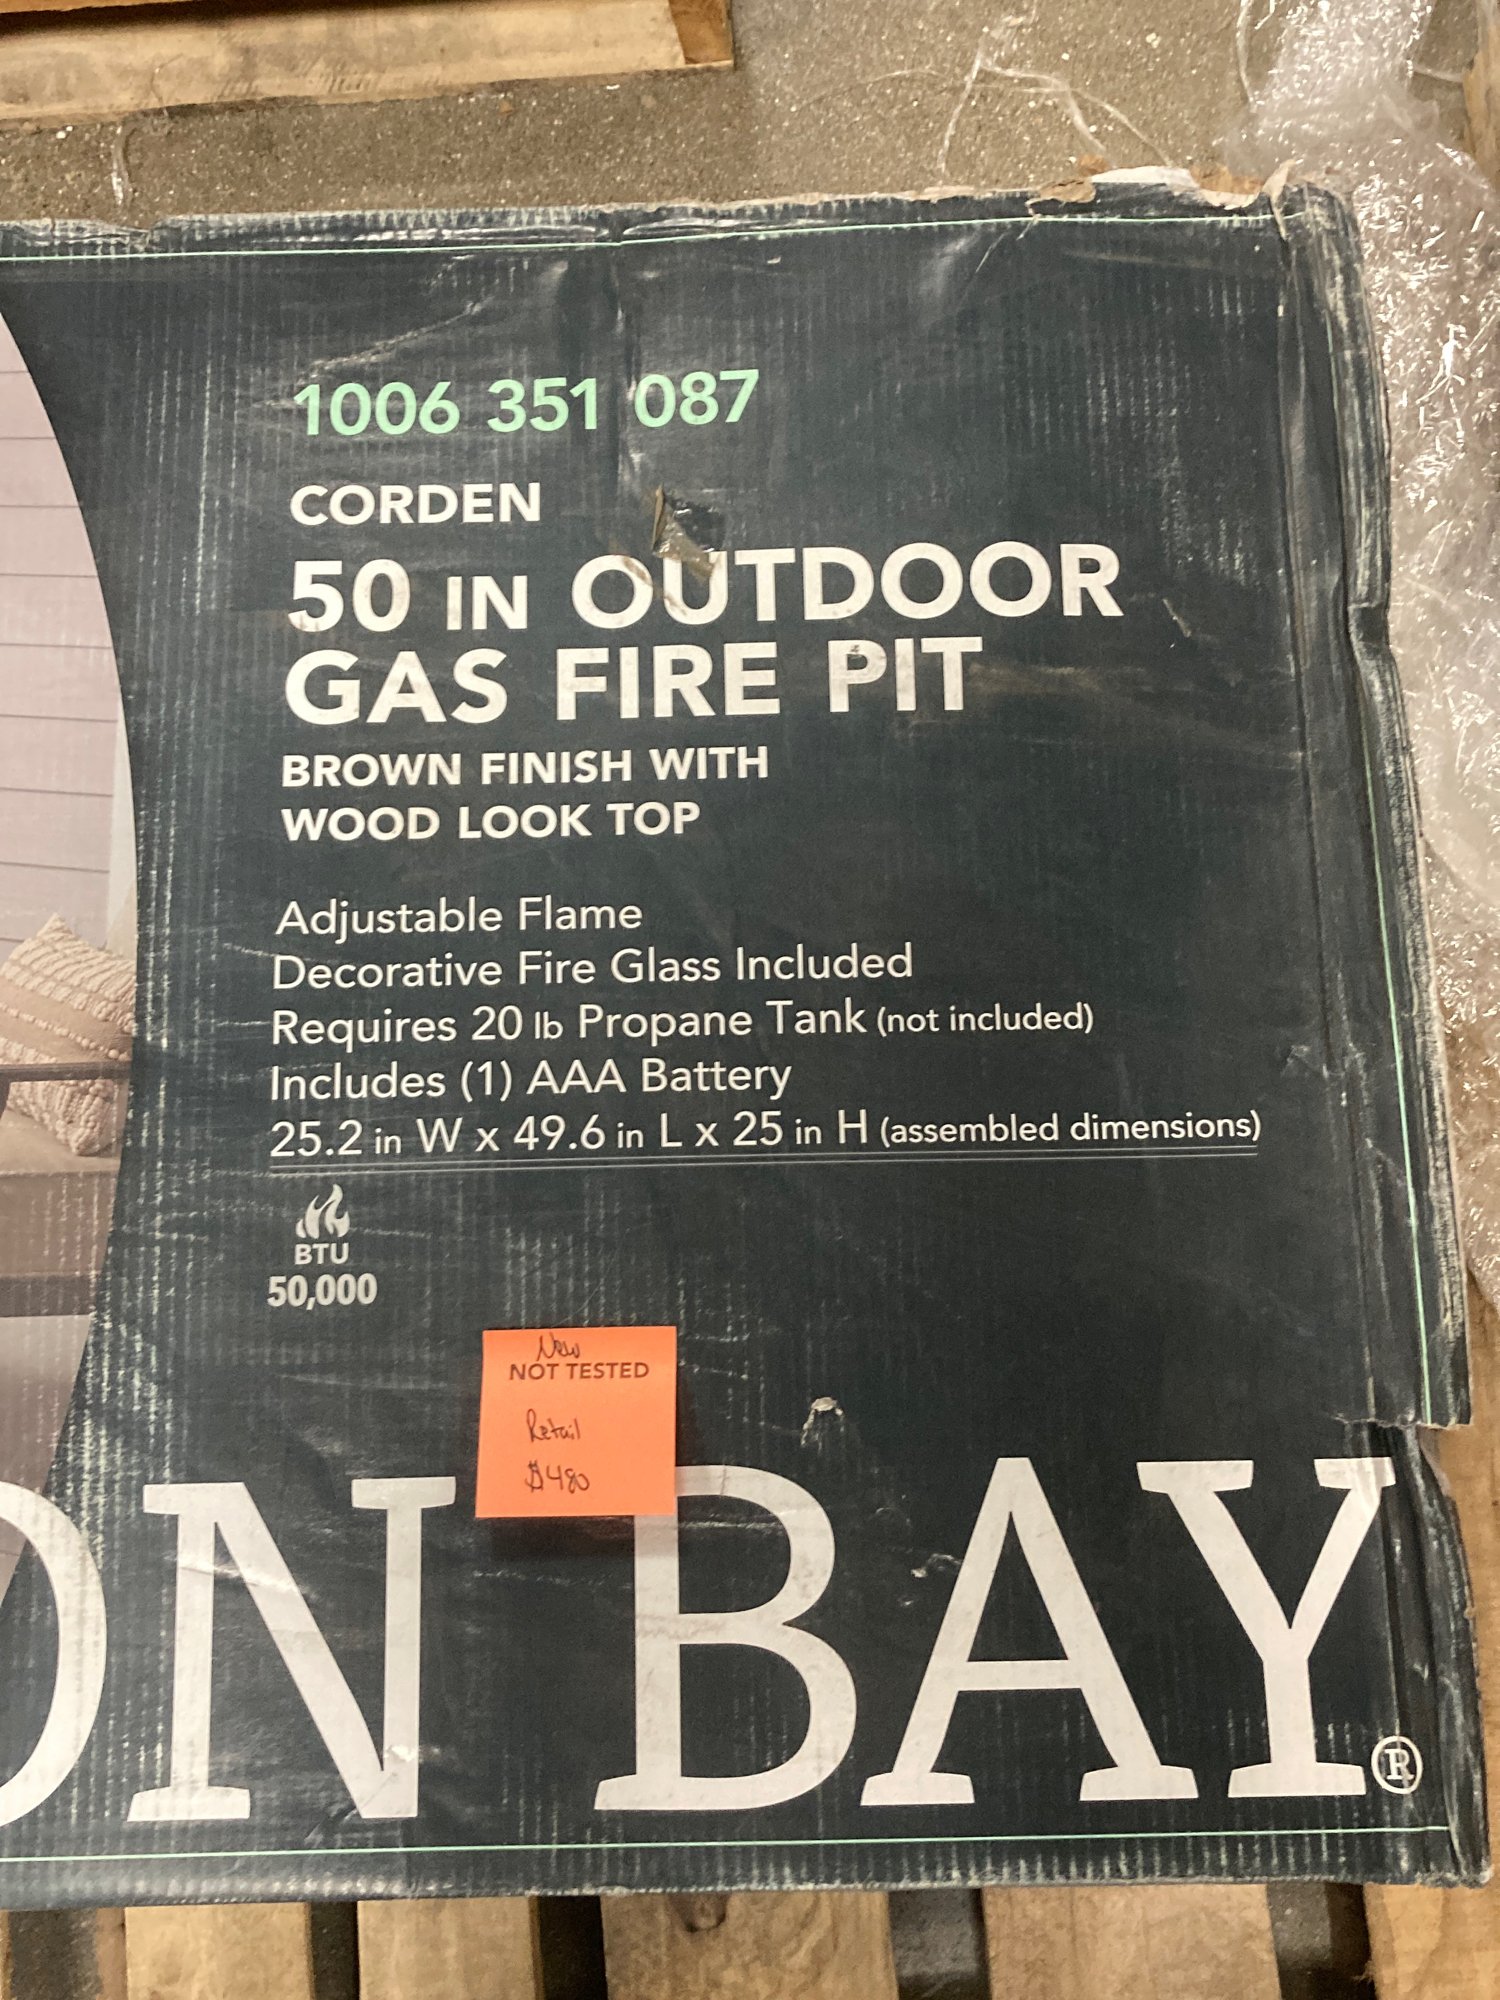 1006 351 087
CORDEN
50 IN OUTDOOR
GAS FIRE PIT
BROWN FINISH WITH
WOOD LOOK TOP
Adjustable Flame
Decorative Fire Glass Included
Requires 20 lb Propane Tank (not included)
Includes (1) AAA Battery
25.2 in W x 49.6 in L x 25 in H (assembled dimensions)
BTU
50,000
New
NOT TESTED
Retail
$480
ON BAY®